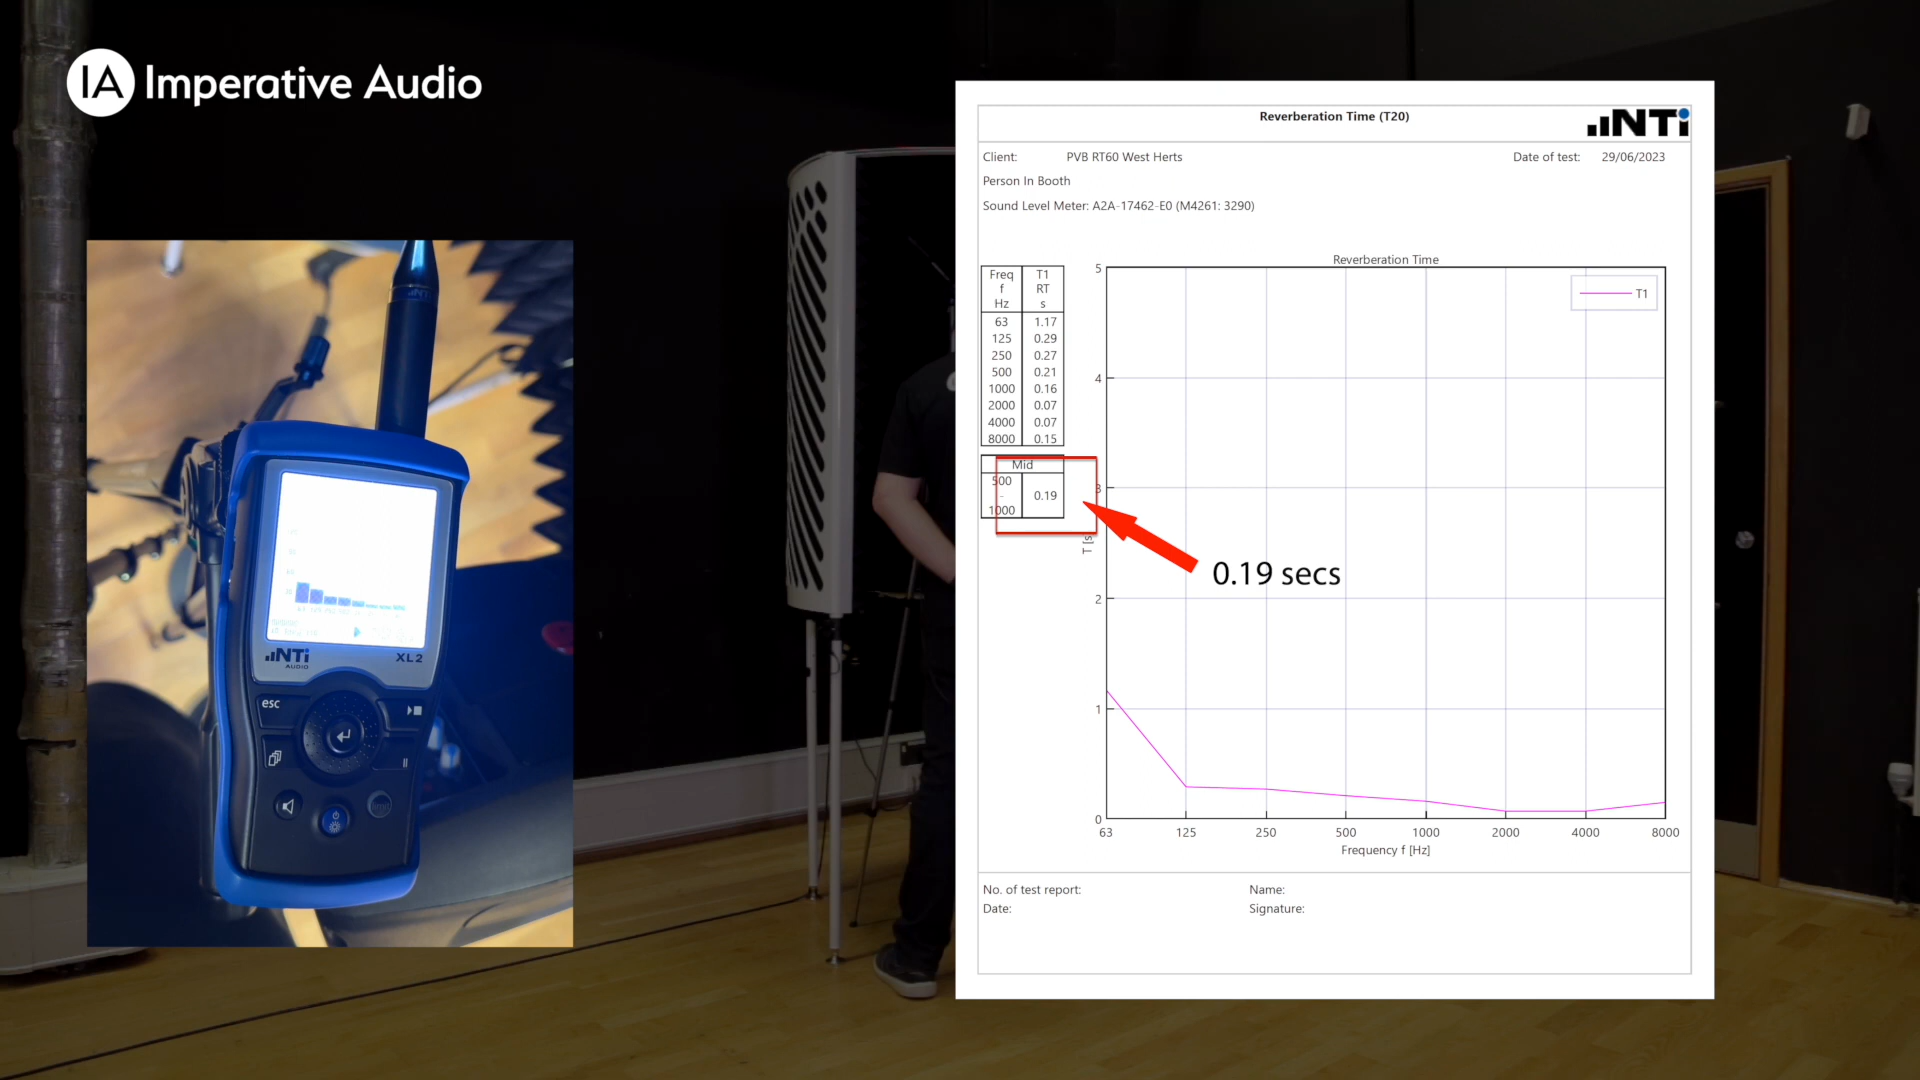 IA Imperative Audio
Reverberation Time (T20)
NTi
Client: PVB RT60 West Herts
Date of test: 29/06/2023
Person In Booth
Sound Level Meter: A2A-17462-E0 (M4261: 3290)
Reverberation Time
Freq T1
f RT
Hz s
63 1.17
125 0.29
250 0.27
500 0.21
1000 0.16
2000 0.07
4000 0.07
8000 0.15
Mid
500
- 0.19
1000
0.19 secs
T1
5
4
3
2
1
0
T [s
63 125 250 500 1000 2000 4000 8000
Frequency f [Hz]
No. of test report:
Name:
Date:
Signature:
NTi
AUDIO
XL2
esc